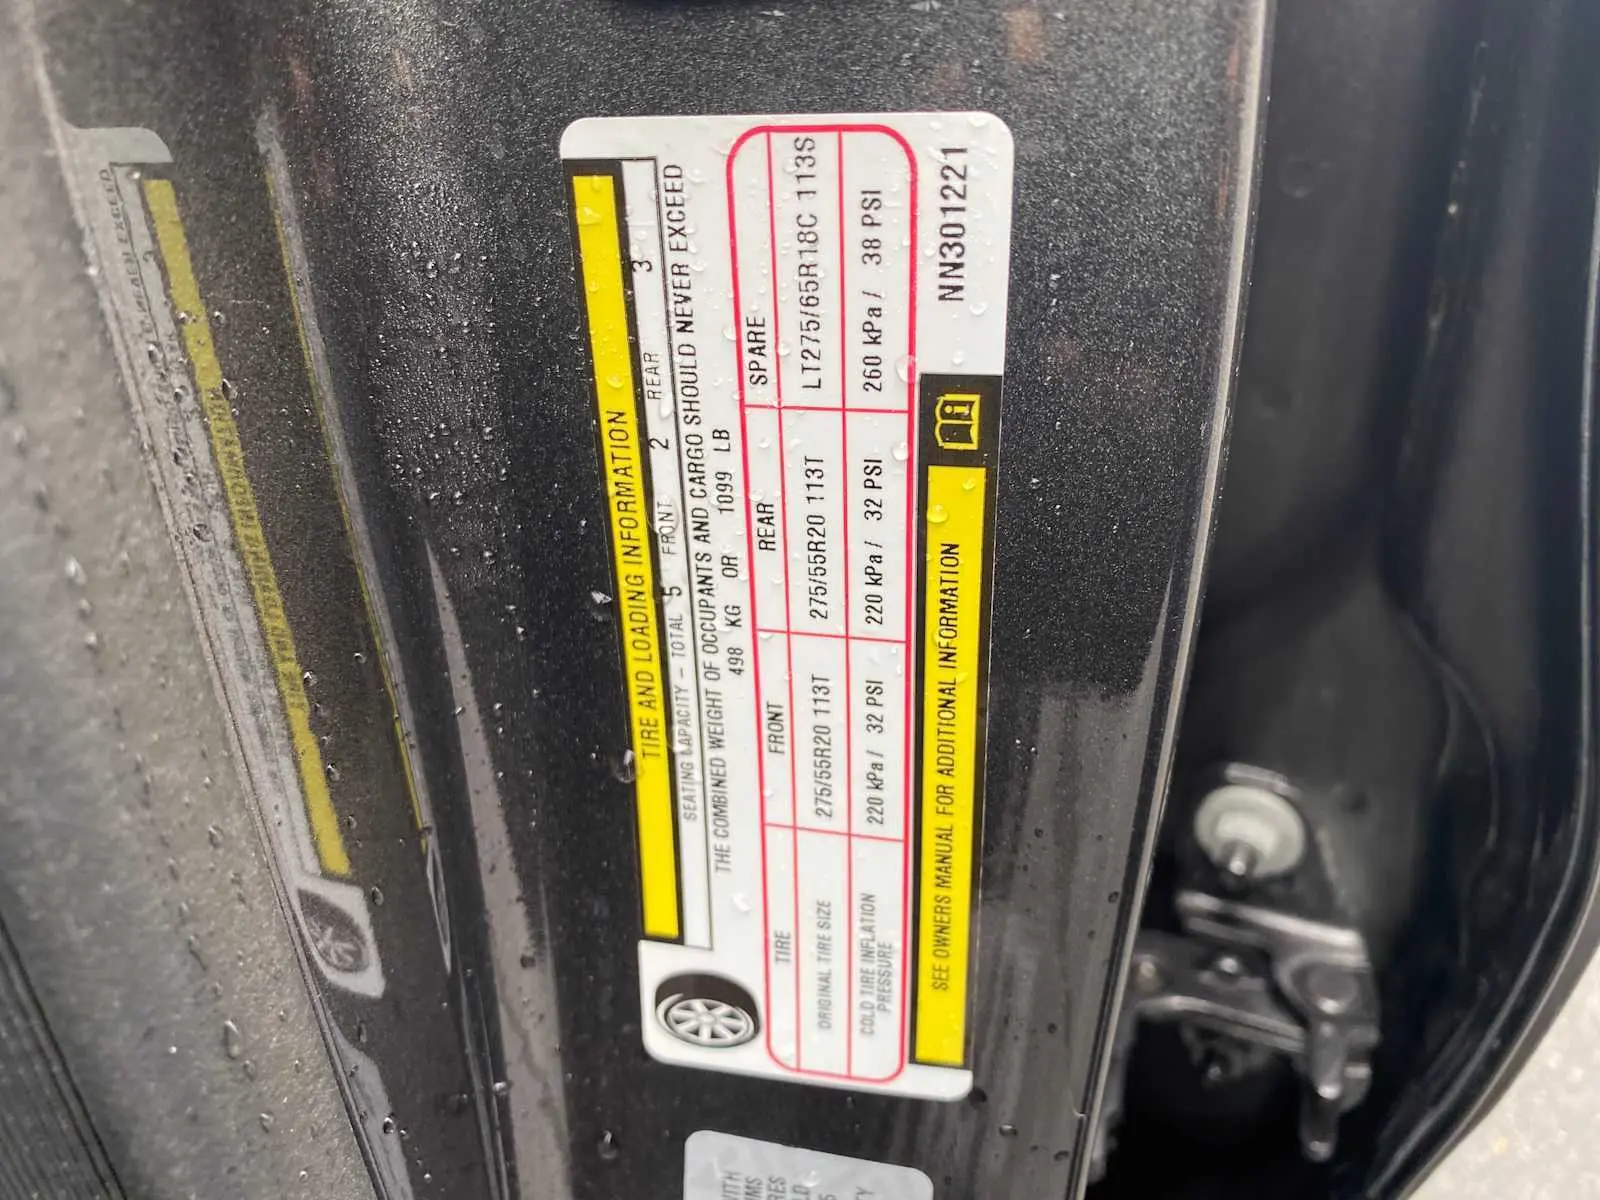 TIRE AND LOADING INFORMATION
SEATING CAPACITY - TOTAL 5 FRONT 2 REAR 3
THE COMBINED WEIGHT OF OCCUPANTS AND CARGO SHOULD NEVER EXCEED
498 KG OR 1099 LB
TIRE FRONT REAR SPARE
ORIGINAL TIRE SIZE 275/55R20 113T 275/55R20 113T LT275/65R18C 113S
COLD TIRE INFLATION PRESSURE 220 kPa / 32 PSI 220 kPa / 32 PSI 260 kPa / 38 PSI
SEE OWNERS MANUAL FOR ADDITIONAL INFORMATION
NN301221